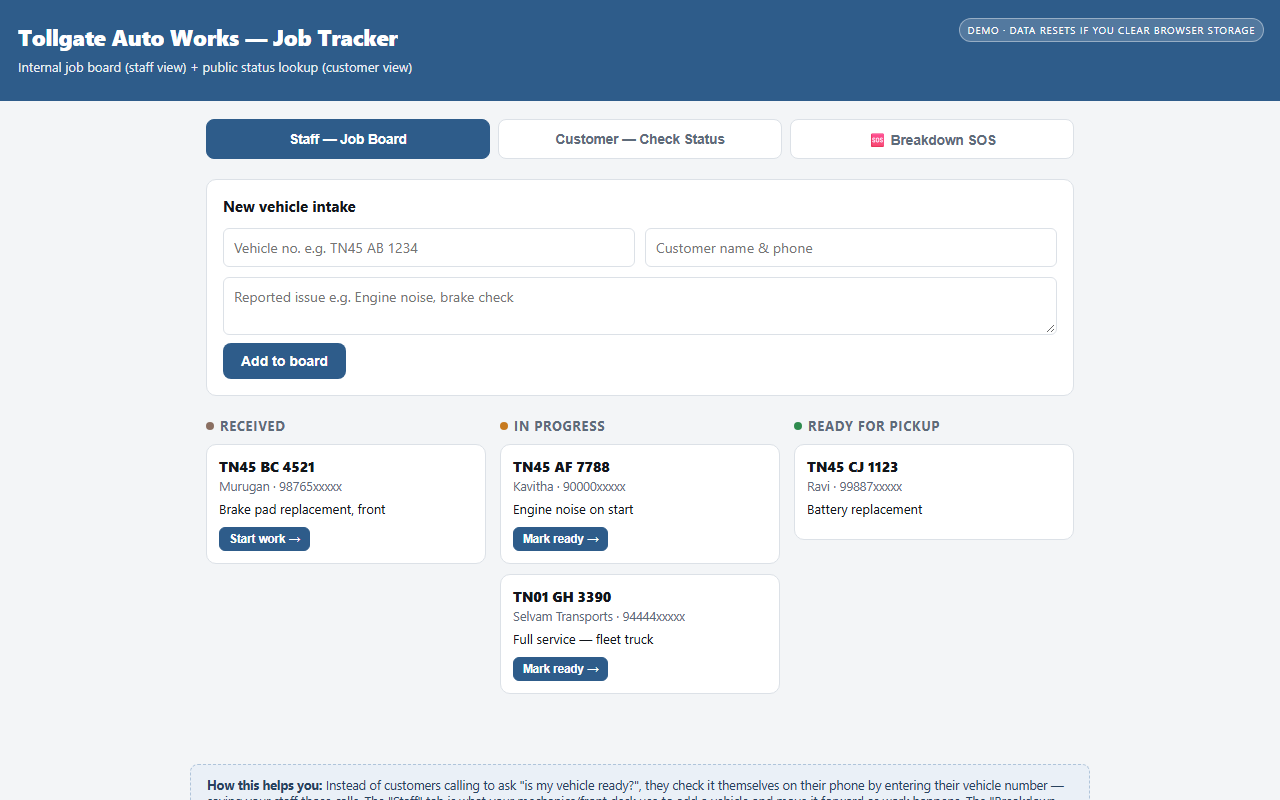 Tollgate Auto Works — Job Tracker
DEMO · DATA RESETS IF YOU CLEAR BROWSER STORAGE
Internal job board (staff view) + public status lookup (customer view)
Staff — Job Board
Customer — Check Status
🆘 Breakdown SOS
New vehicle intake
Vehicle no. e.g. TN45 AB 1234
Customer name & phone
Reported issue e.g. Engine noise, brake check
Add to board
RECEIVED
TN45 BC 4521
Murugan · 98765xxxxx
Brake pad replacement, front
Start work →
IN PROGRESS
TN45 AF 7788
Kavitha · 90000xxxxx
Engine noise on start
Mark ready →
TN01 GH 3390
Selvam Transports · 94444xxxxx
Full service — fleet truck
Mark ready →
READY FOR PICKUP
TN45 CJ 1123
Ravi · 99887xxxxx
Battery replacement
How this helps you: Instead of customers calling to ask "is my vehicle ready?", they check it themselves on their phone by entering their vehicle number —